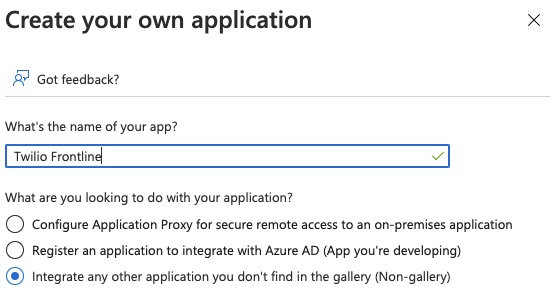 Create your own application
Got feedback?
What's the name of your app?
Twilio Frontline
What are you looking to do with your application?
Configure Application Proxy for secure remote access to an on-premises application
Register an application to integrate with Azure AD (App you're developing)
Integrate any other application you don't find in the gallery (Non-gallery)